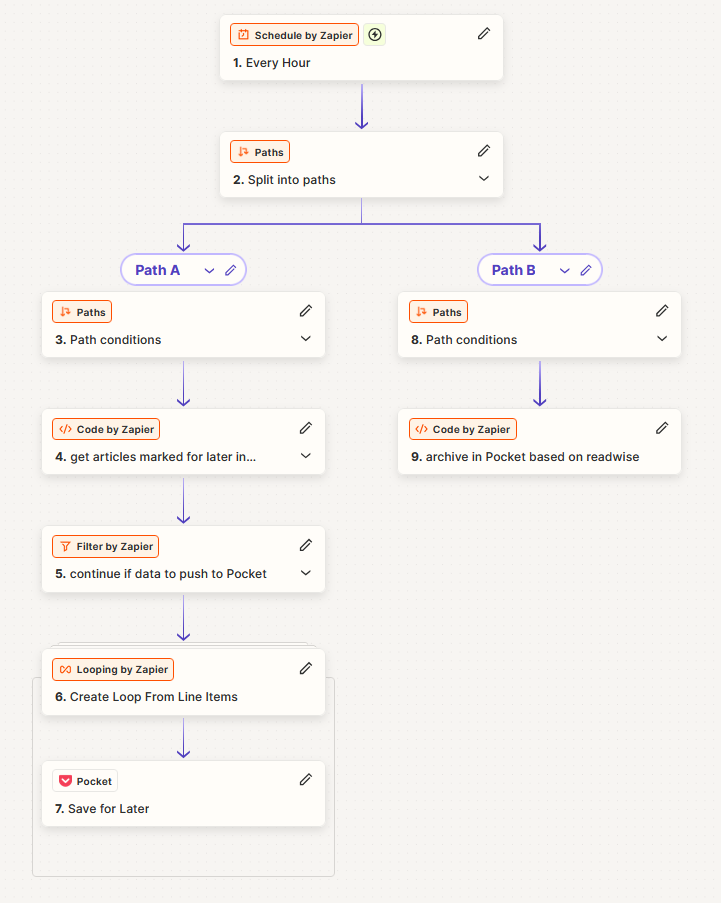 Schedule by Zapier
1. Every Hour
Paths
2. Split into paths
Path A
Path B
Paths
3. Path conditions
Paths
8. Path conditions
Code by Zapier
4. get articles marked for later in...
Code by Zapier
9. archive in Pocket based on readwise
Filter by Zapier
5. continue if data to push to Pocket
Looping by Zapier
6. Create Loop From Line Items
Pocket
7. Save for Later